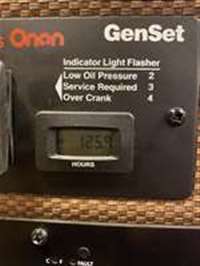 s Onan GenSet
Indicator Light Flasher
Low Oil Pressure 2
Service Required 3
Over Crank 4
125.9
HOURS
FAULT